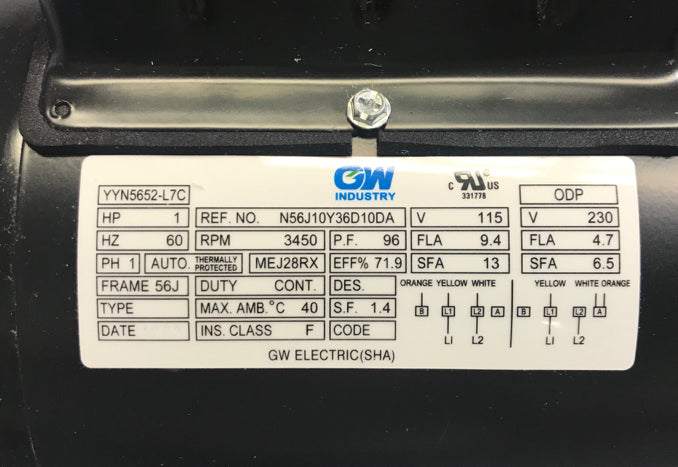 GW
INDUSTRY
C UR US
331778
YYN5652-L7C
ODP
HP 1 REF. NO. N56J10Y36D10DA V 115 V 230
HZ 60 RPM 3450 P.F. 96 FLA 9.4 FLA 4.7
PH 1 AUTO. THERMALLY PROTECTED MEJ28RX EFF% 71.9 SFA 13 SFA 6.5
FRAME 56J DUTY CONT. DES.
TYPE MAX. AMB.°C 40 S.F. 1.4
DATE INS. CLASS F CODE
ORANGE YELLOW WHITE YELLOW WHITE ORANGE
B L1 L2 A B L1 L2 A
L1 L2 L1 L2
GW ELECTRIC(SHA)